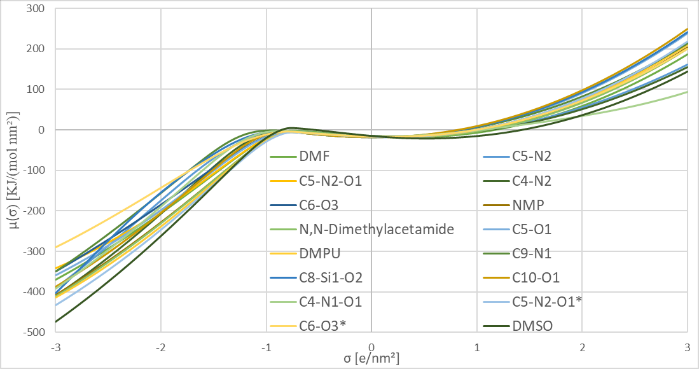 300
200
100
0
-100
-200
-300
-400
-500
μ(σ) [KJ/(mol nm²)]
DMF C5-N2
C5-N2-O1 C4-N2
C6-O3 NMP
N,N-Dimethylacetamide C5-O1
DMPU C9-N1
C8-Si1-O2 C10-O1
C4-N1-O1 C5-N2-O1*
C6-O3* DMSO
-3 -2 -1 0 1 2 3
σ [e/nm²]